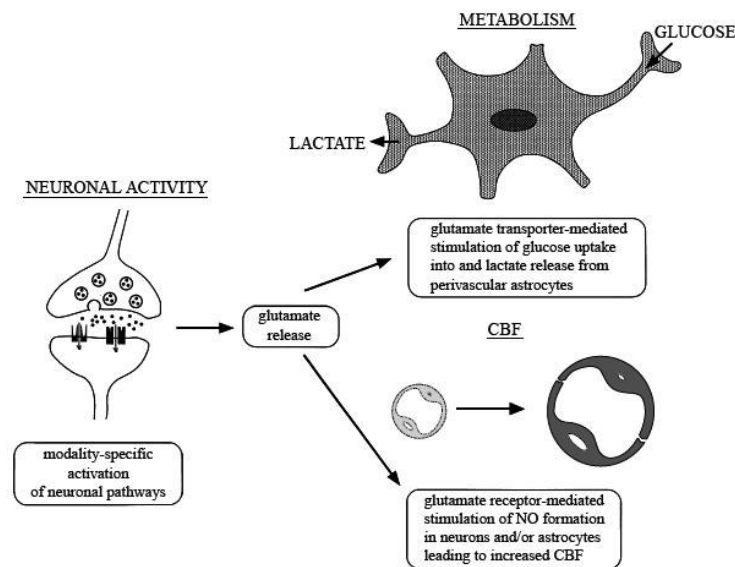 METABOLISM
GLUCOSE
LACTATE
NEURONAL ACTIVITY
glutamate transporter-mediated
stimulation of glucose uptake
into and lactate release from
perivascular astrocytes
glutamate
release
CBF
modality-specific
activation
of neuronal pathways
glutamate receptor-mediated
stimulation of NO formation
in neurons and/or astrocytes
leading to increased CBF